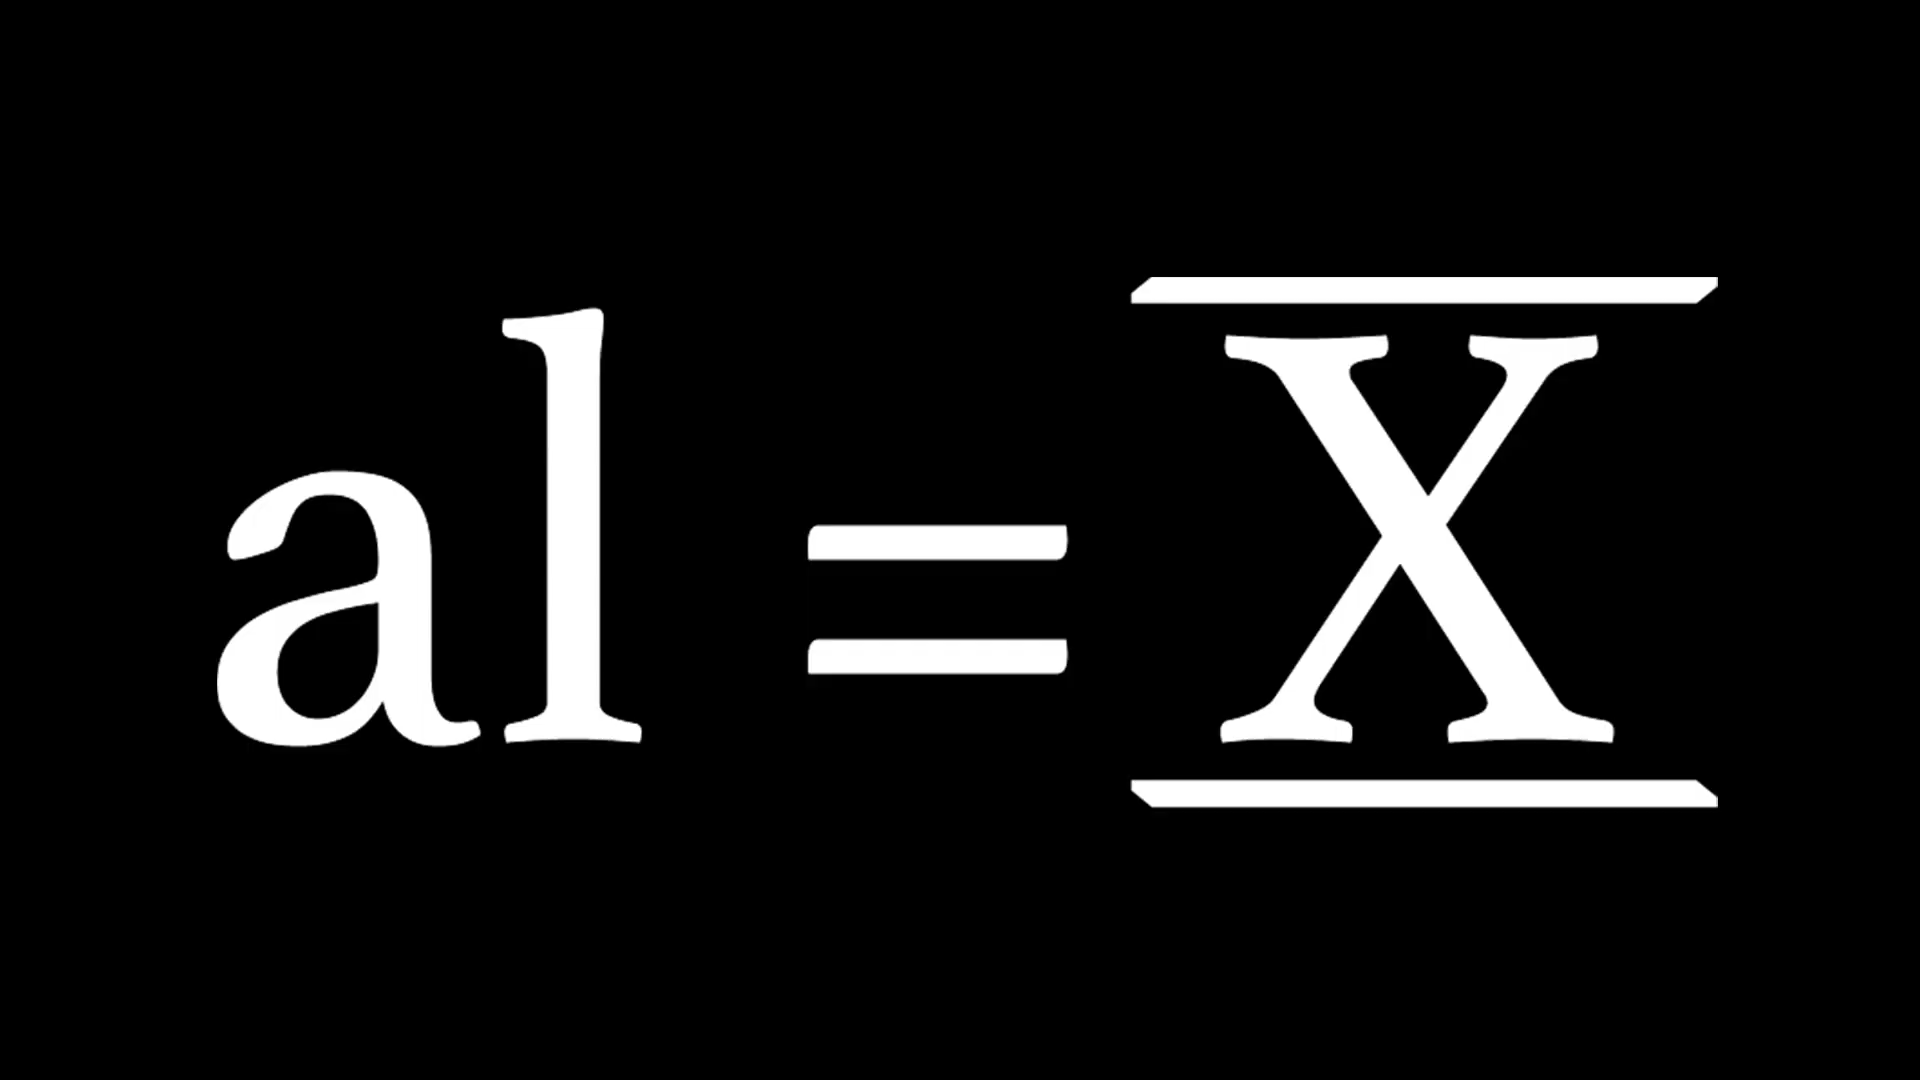 al = X̲̅